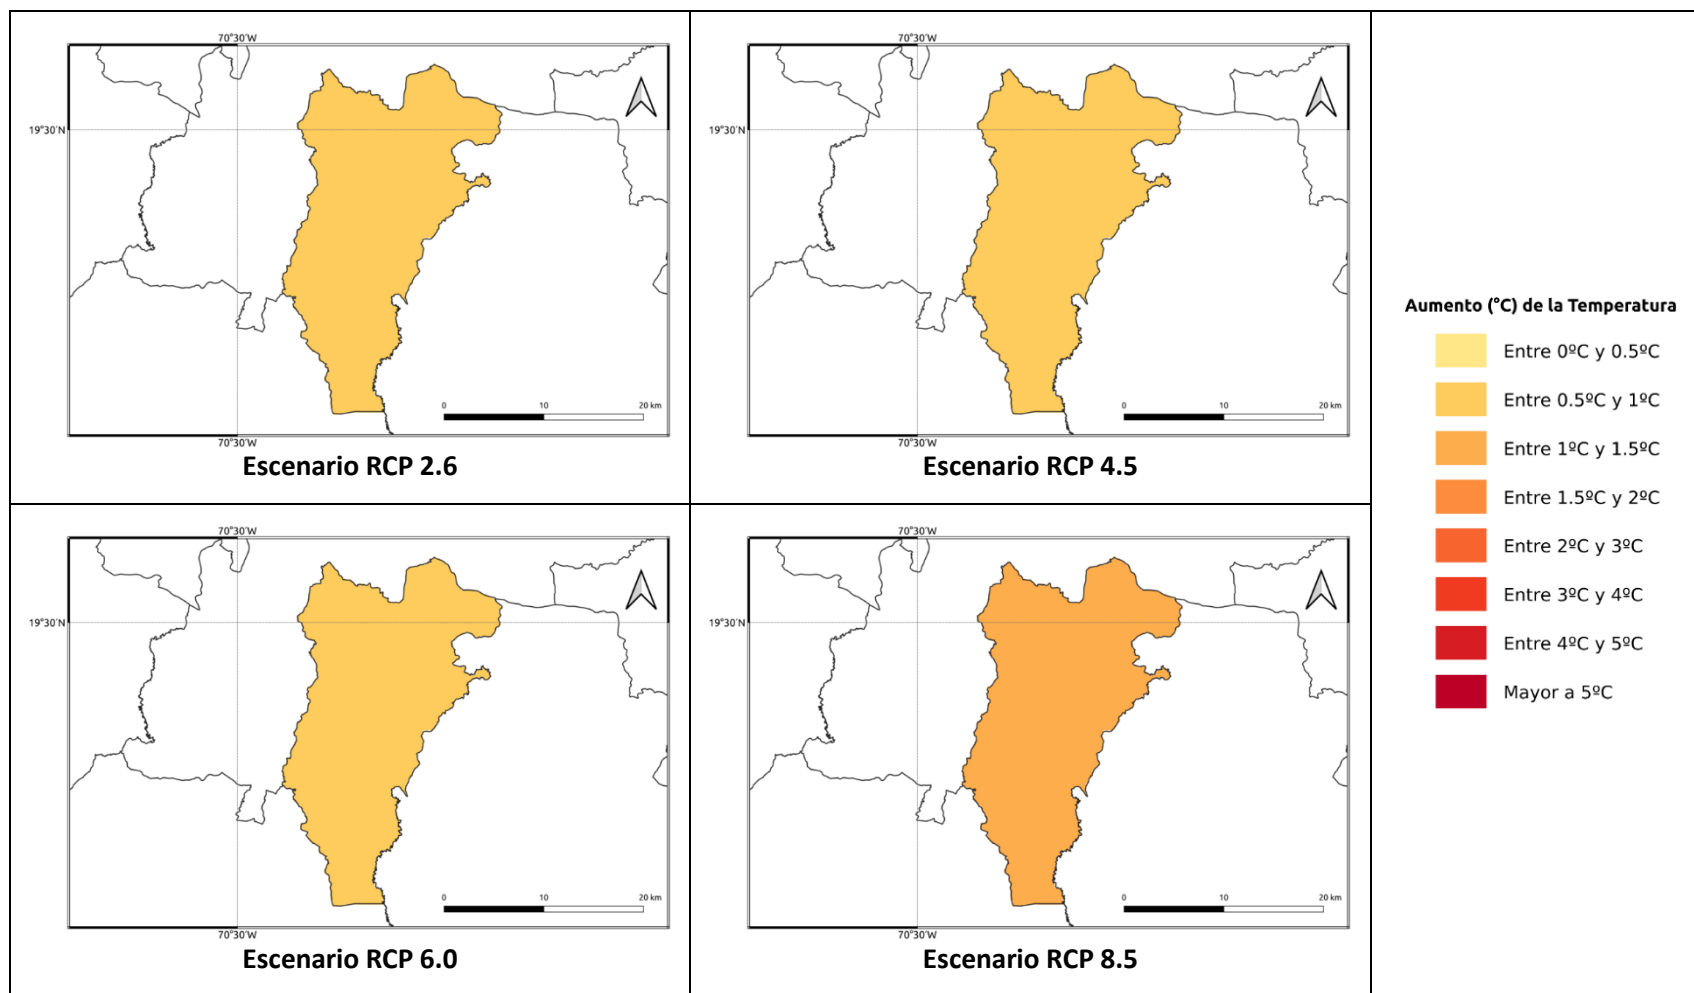 70°30'W
19°30'N
0 10 20 km
70°30'W
Escenario RCP 2.6
70°30'W
19°30'N
0 10 20 km
70°30'W
Escenario RCP 4.5
70°30'W
19°30'N
0 10 20 km
70°30'W
Escenario RCP 6.0
70°30'W
19°30'N
0 10 20 km
70°30'W
Escenario RCP 8.5
Aumento (°C) de la Temperatura
Entre 0ºC y 0.5ºC
Entre 0.5ºC y 1ºC
Entre 1ºC y 1.5ºC
Entre 1.5ºC y 2ºC
Entre 2ºC y 3ºC
Entre 3ºC y 4ºC
Entre 4ºC y 5ºC
Mayor a 5ºC